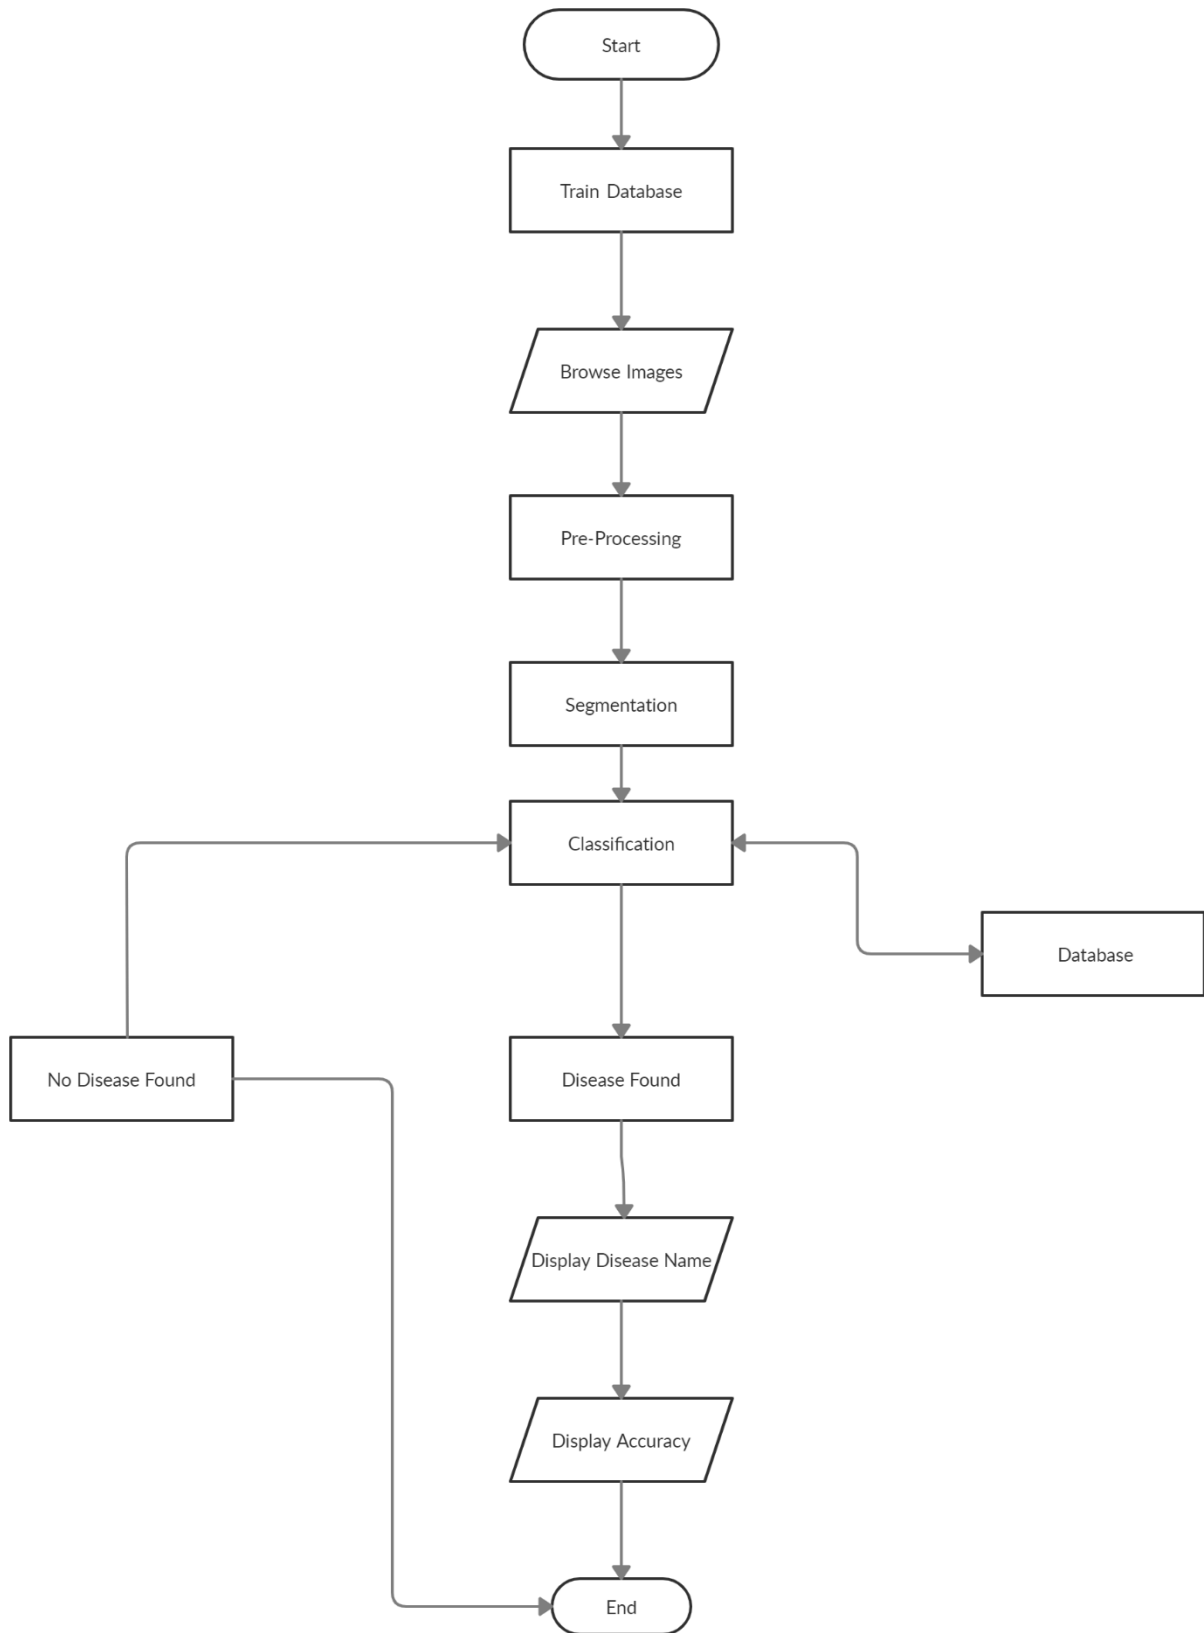 Start
Train Database
Browse Images
Pre-Processing
Segmentation
Classification
Database
No Disease Found
Disease Found
Display Disease Name
Display Accuracy
End